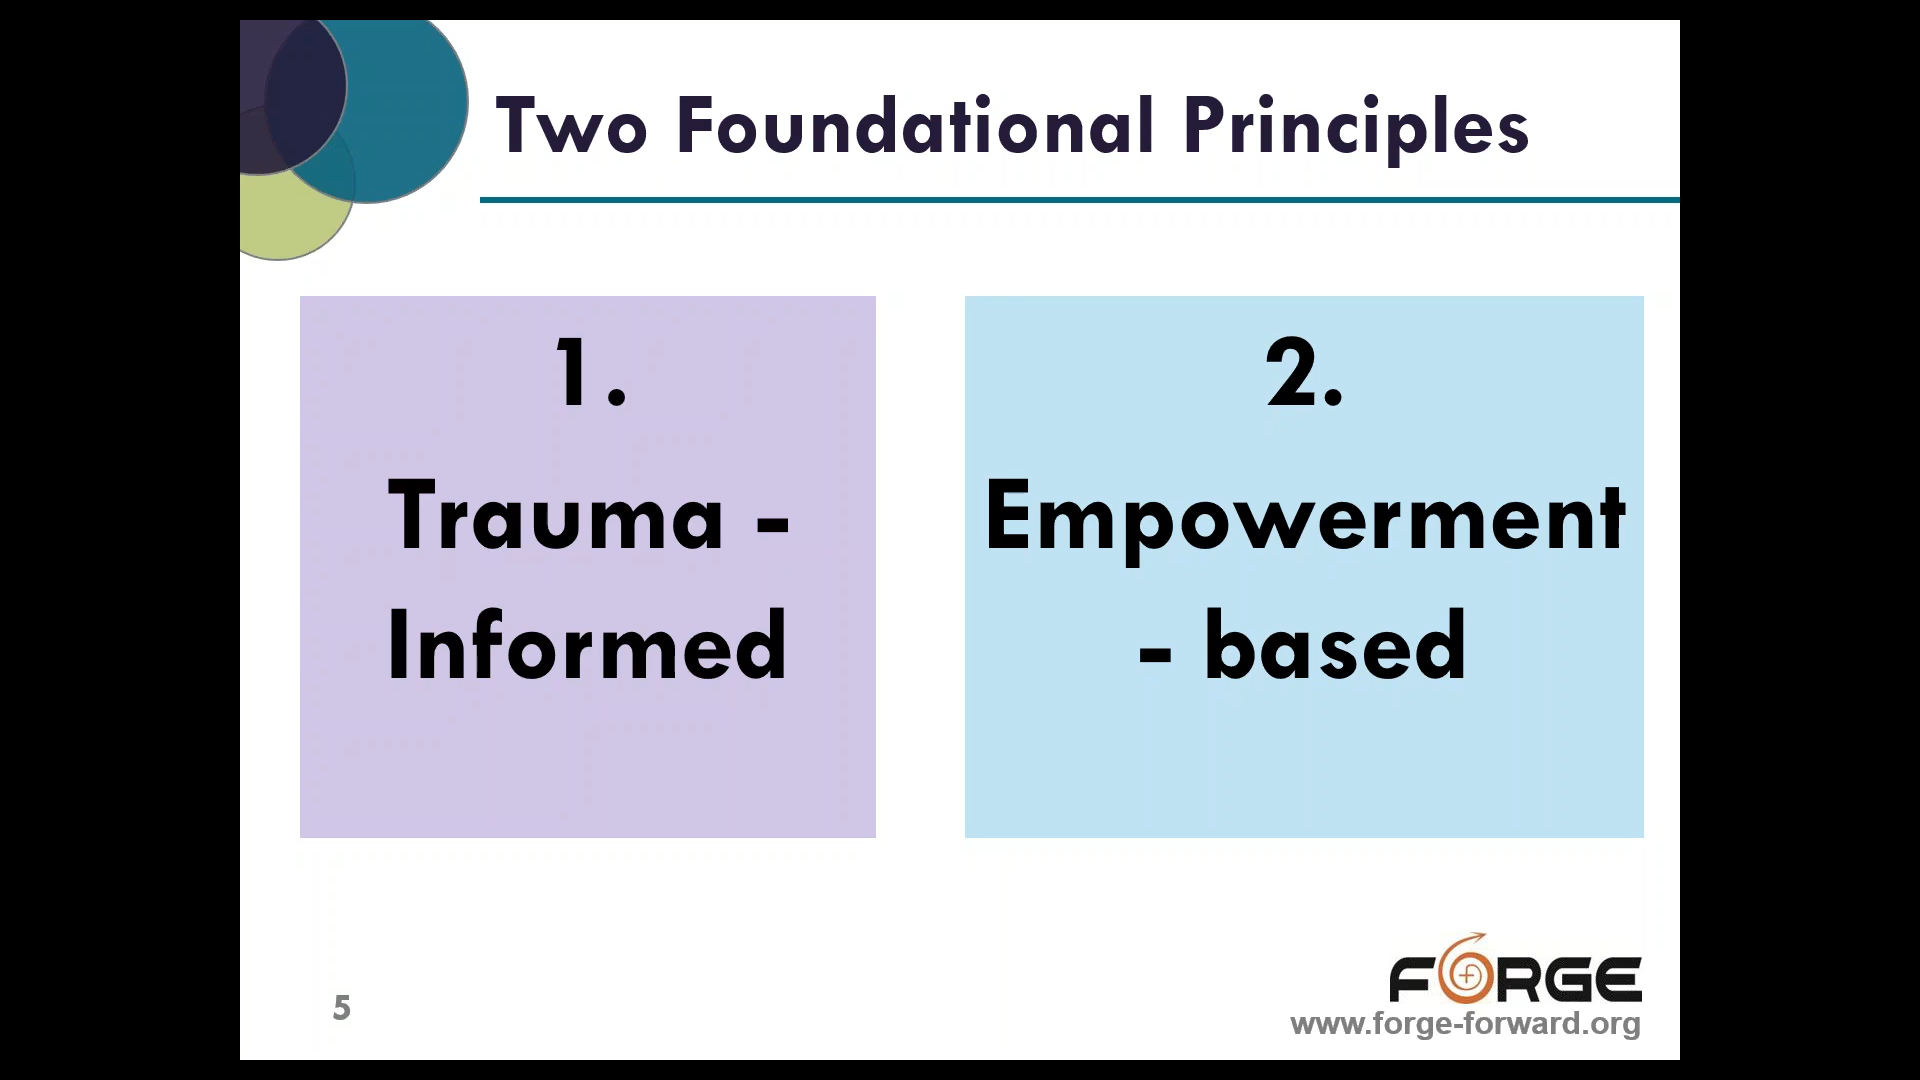 Two Foundational Principles
1.
Trauma -
Informed
2.
Empowerment
- based
5
FORGE
www.forge-forward.org